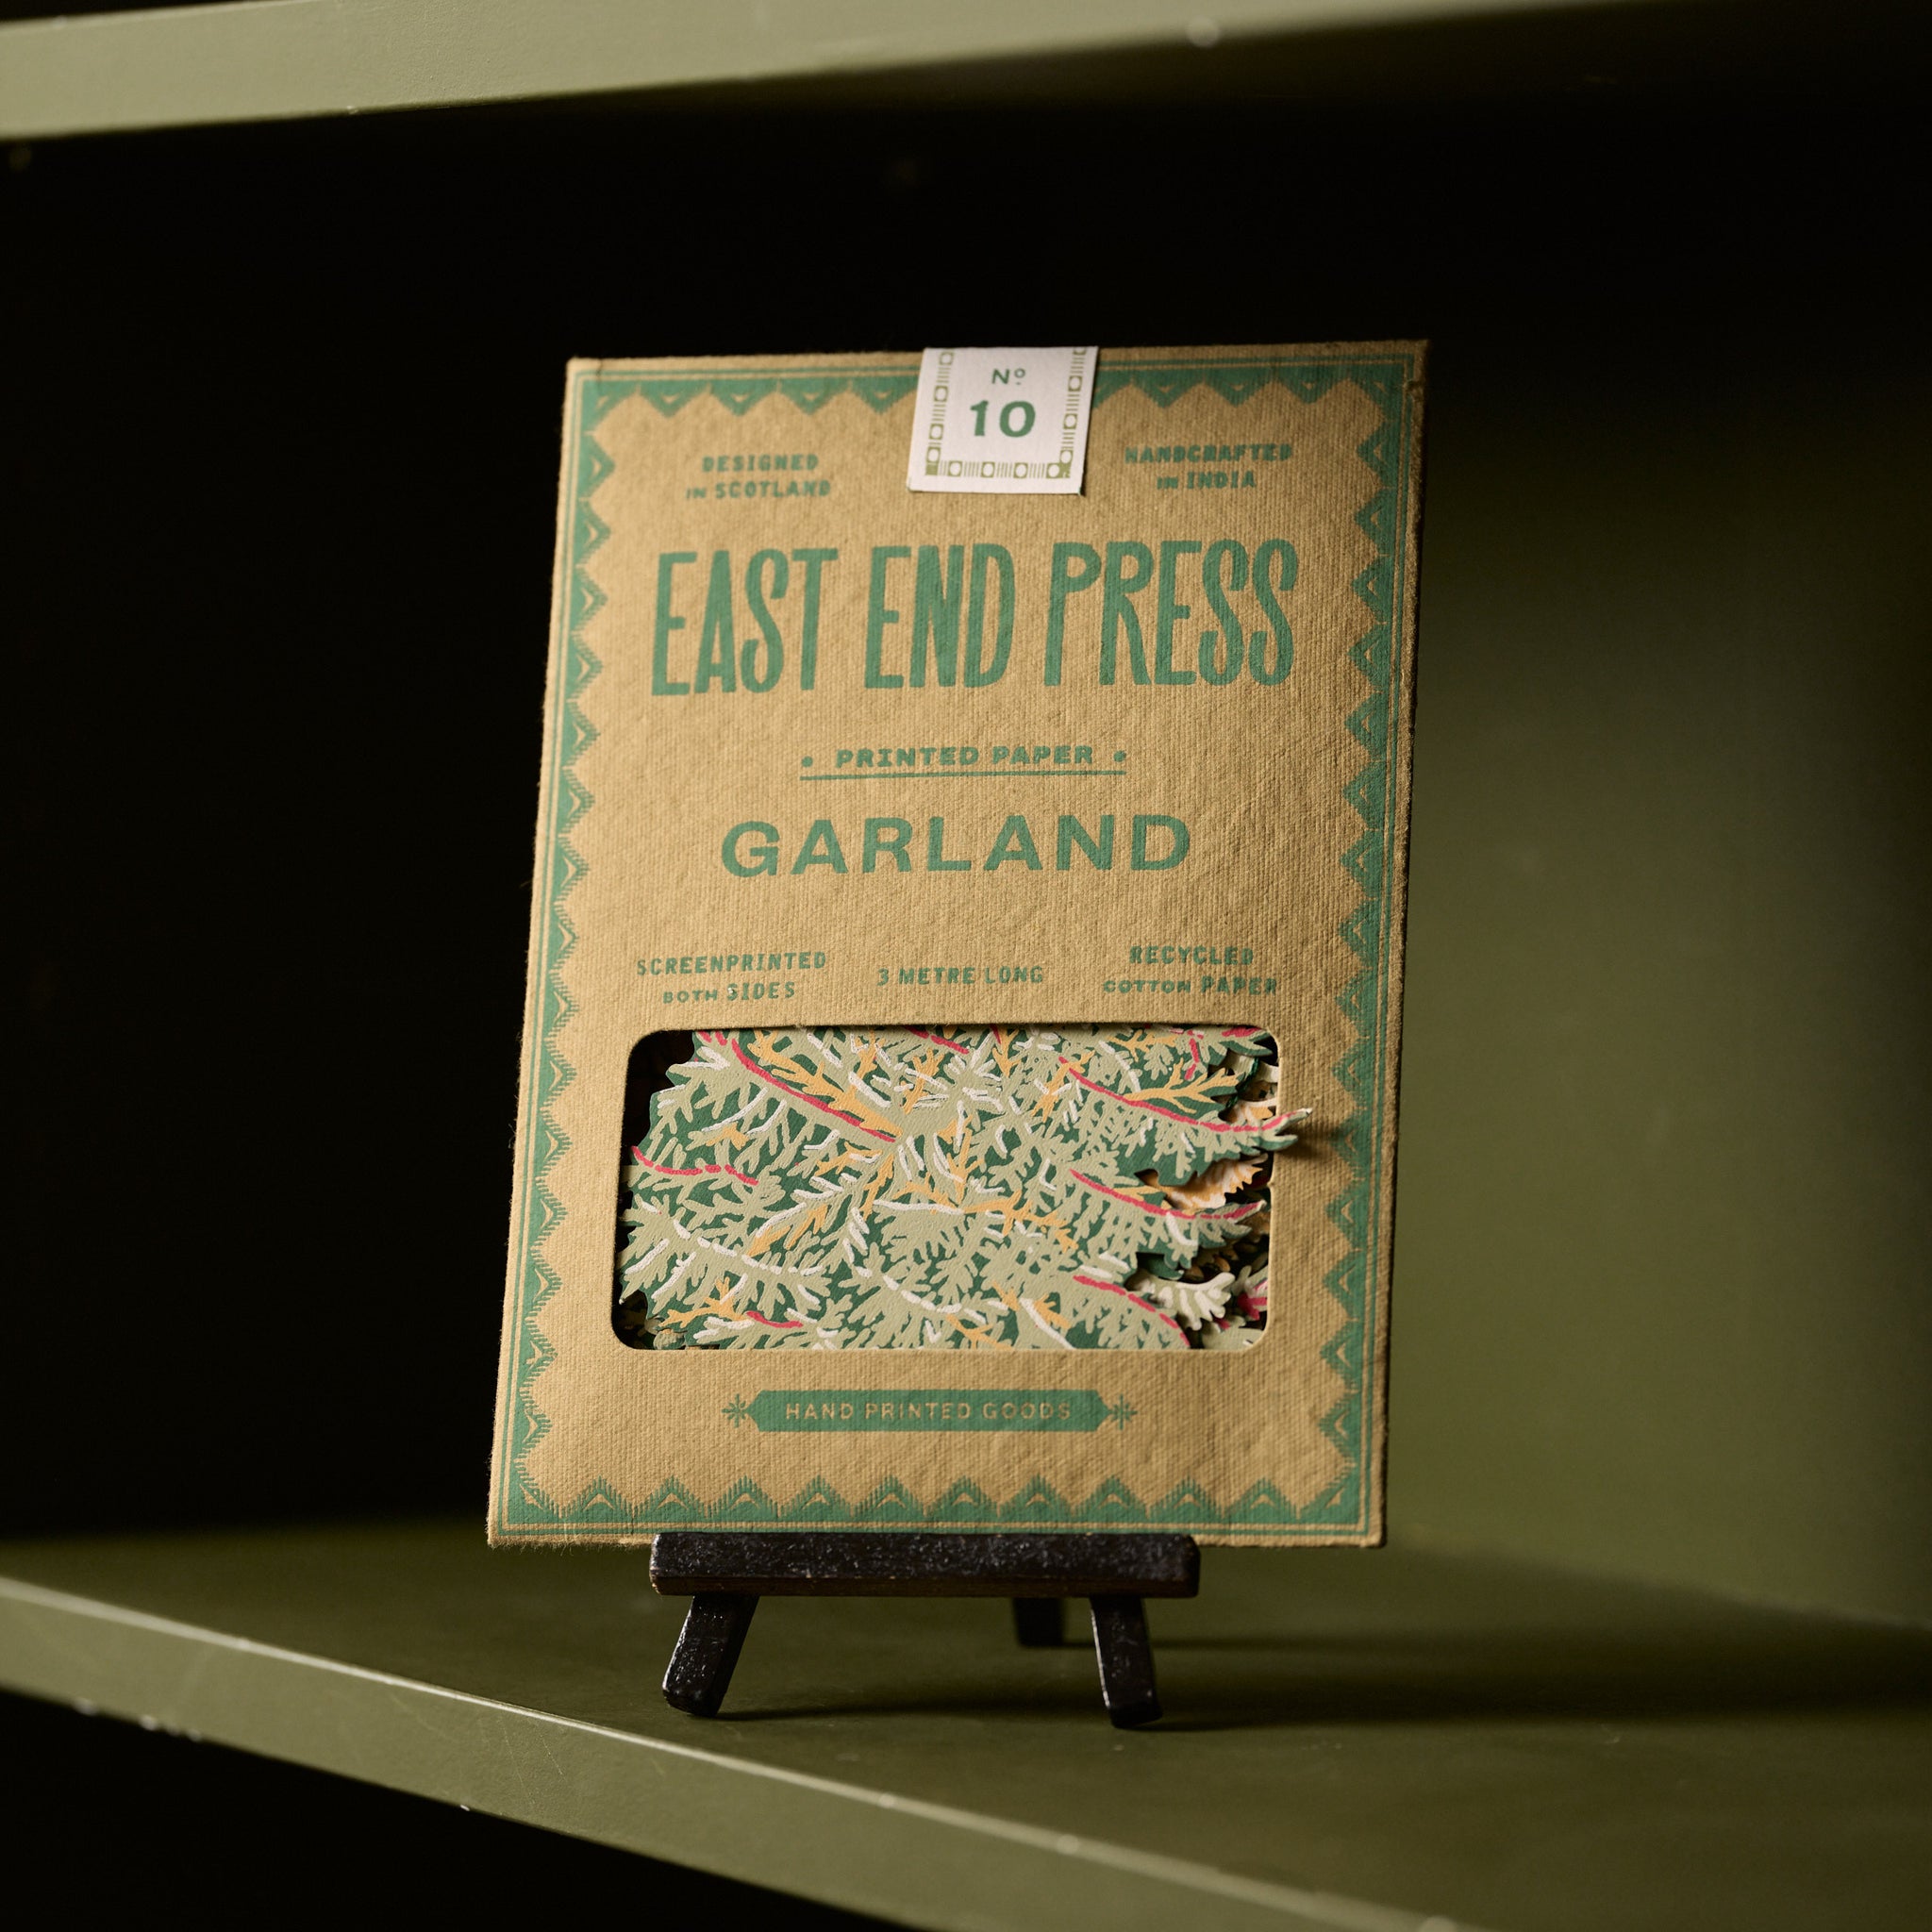 Nº
10
DESIGNED
IN SCOTLAND
HANDCRAFTED
IN INDIA
EAST END PRESS
• PRINTED PAPER •
GARLAND
SCREENPRINTED
BOTH SIDES
3 METRE LONG
RECYCLED
COTTON PAPER
HAND PRINTED GOODS